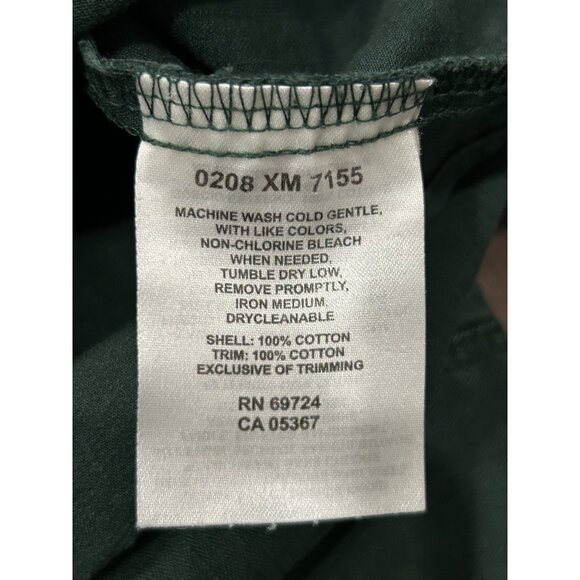 0208 XM 7155
MACHINE WASH COLD GENTLE,
WITH LIKE COLORS,
NON-CHLORINE BLEACH
WHEN NEEDED,
TUMBLE DRY LOW,
REMOVE PROMPTLY,
IRON MEDIUM,
DRYCLEANABLE
SHELL: 100% COTTON
TRIM: 100% COTTON
EXCLUSIVE OF TRIMMING
RN 69724
CA 05367